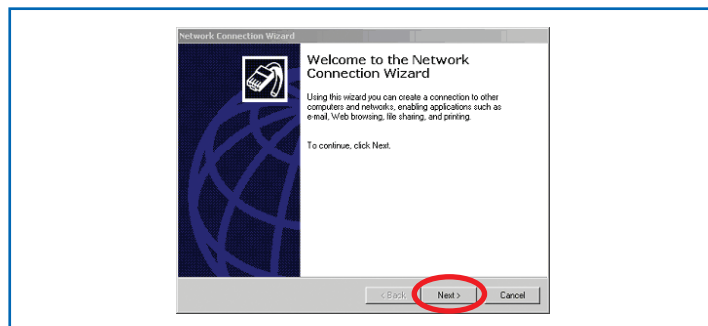 Network Connection Wizard
Welcome to the Network
Connection Wizard
Using this wizard you can create a connection to other
computers and networks, enabling applications such as
e-mail, Web browsing, file sharing, and printing.
To continue, click Next.
< Back
Next >
Cancel